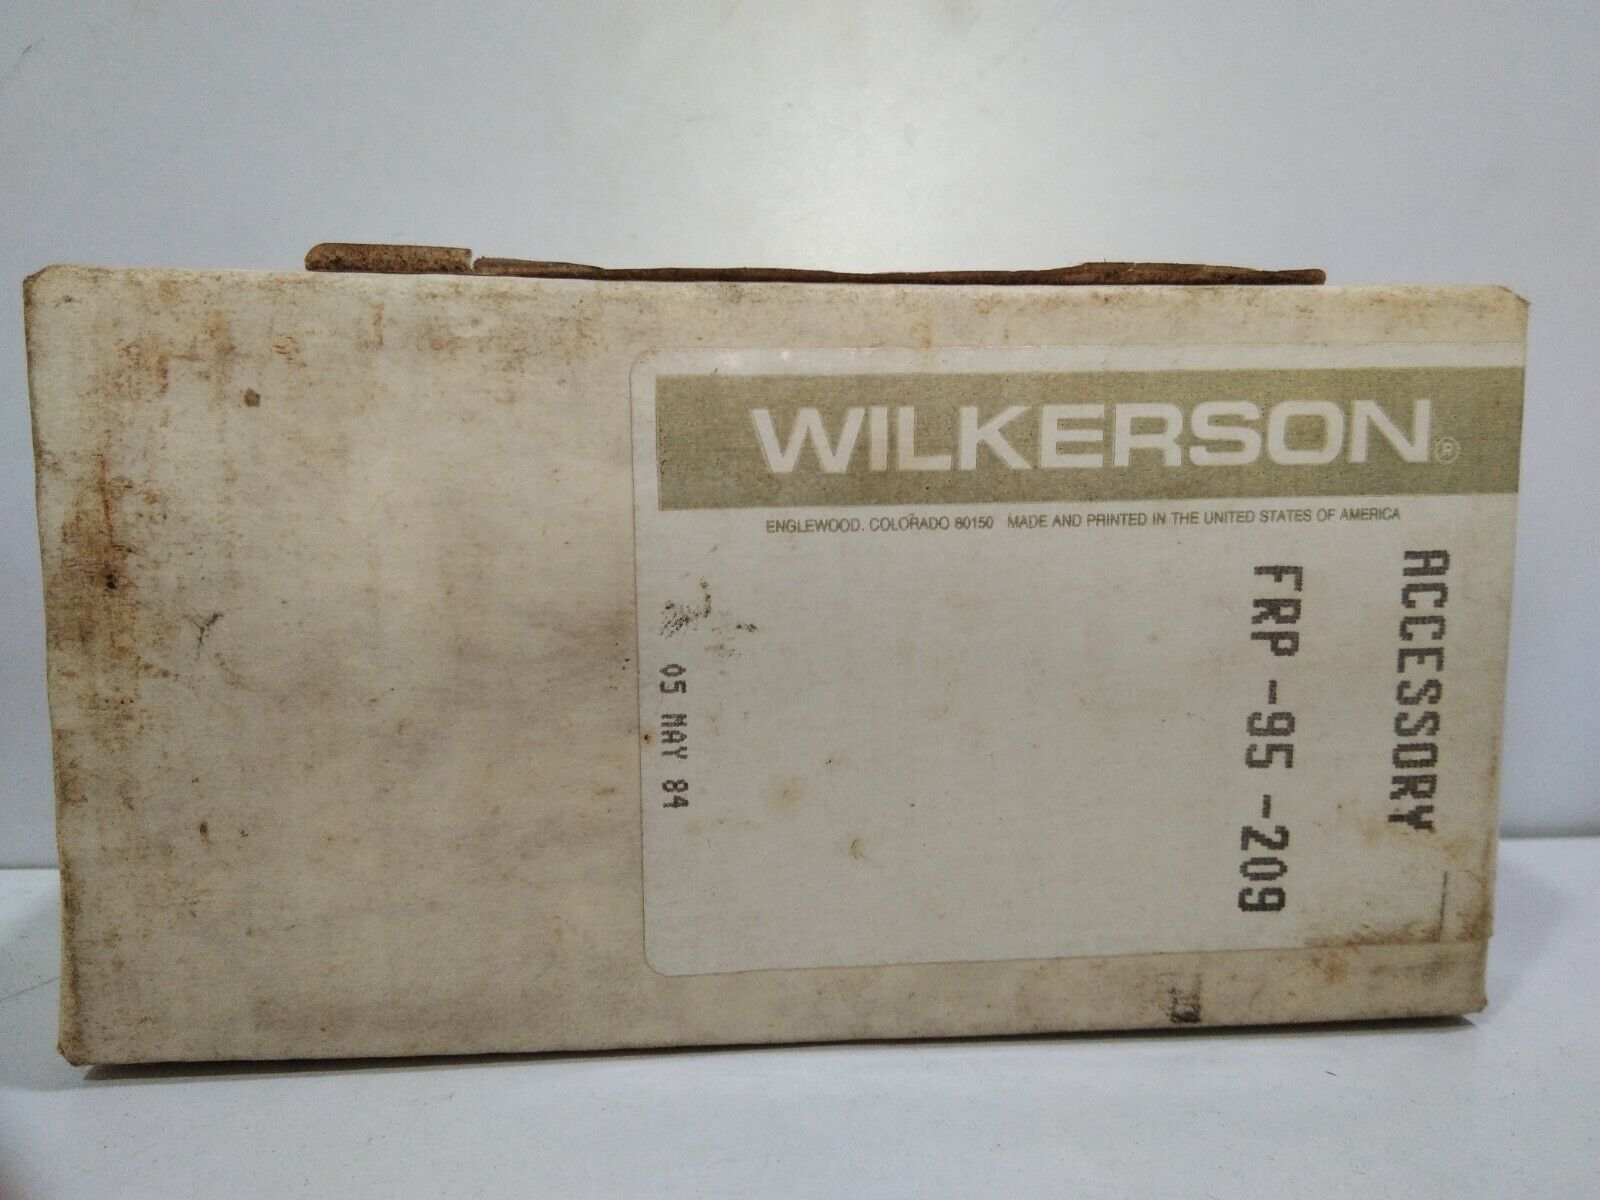 WILKERSON®
ENGLEWOOD, COLORADO 80150 MADE AND PRINTED IN THE UNITED STATES OF AMERICA
ACCESSORY
FRP -95 -209
05 MAY 84